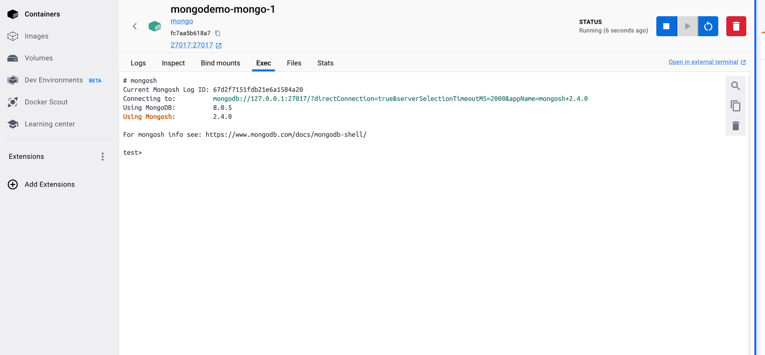 Containers
Images
Volumes
Dev Environments BETA
Docker Scout
Learning center
Extensions
Add Extensions
mongodemo-mongo-1
mongo
fc7aa5b618a7
27017:27017
STATUS
Running (6 seconds ago)
Logs Inspect Bind mounts Exec Files Stats
Open in external terminal
# mongosh
Current Mongosh Log ID: 67d2f7151fdb21e6a1584a20
Connecting to: mongodb://127.0.0.1:27017/?directConnection=true&serverSelectionTimeoutMS=2000&appName=mongosh+2.4.0
Using MongoDB: 8.0.5
Using Mongosh: 2.4.0
For mongosh info see: https://www.mongodb.com/docs/mongodb-shell/
test>